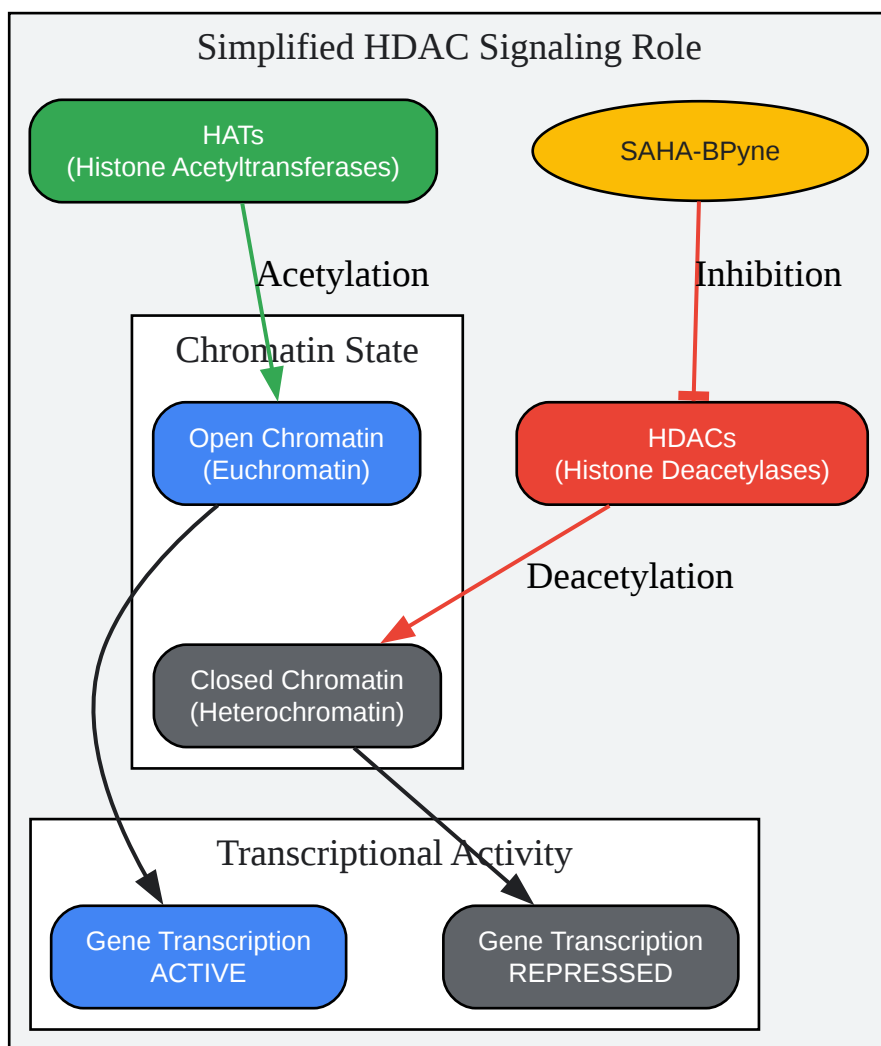 Simplified HDAC Signaling Role
HATs
(Histone Acetyltransferases)
SAHA-BPyne
Acetylation
Inhibition
Chromatin State
Open Chromatin
(Euchromatin)
HDACs
(Histone Deacetylases)
Deacetylation
Closed Chromatin
(Heterochromatin)
Transcriptional Activity
Gene Transcription
ACTIVE
Gene Transcription
REPRESSED